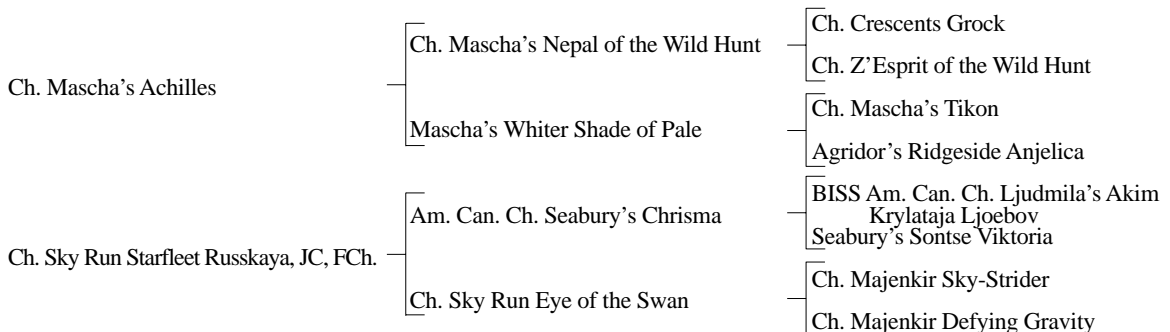 Ch. Crescents Grock
Ch. Mascha's Nepal of the Wild Hunt
Ch. Z'Esprit of the Wild Hunt
Ch. Mascha's Achilles
Ch. Mascha's Tikon
Mascha's Whiter Shade of Pale
Agridor's Ridgeside Anjelica
BISS Am. Can. Ch. Ljudmila's Akim
Am. Can. Ch. Seabury's Chrisma
Krylataja Ljoebov
Seabury's Sontse Viktoria
Ch. Sky Run Starfleet Russkaya, JC, FCh.
Ch. Majenkir Sky-Strider
Ch. Sky Run Eye of the Swan
Ch. Majenkir Defying Gravity